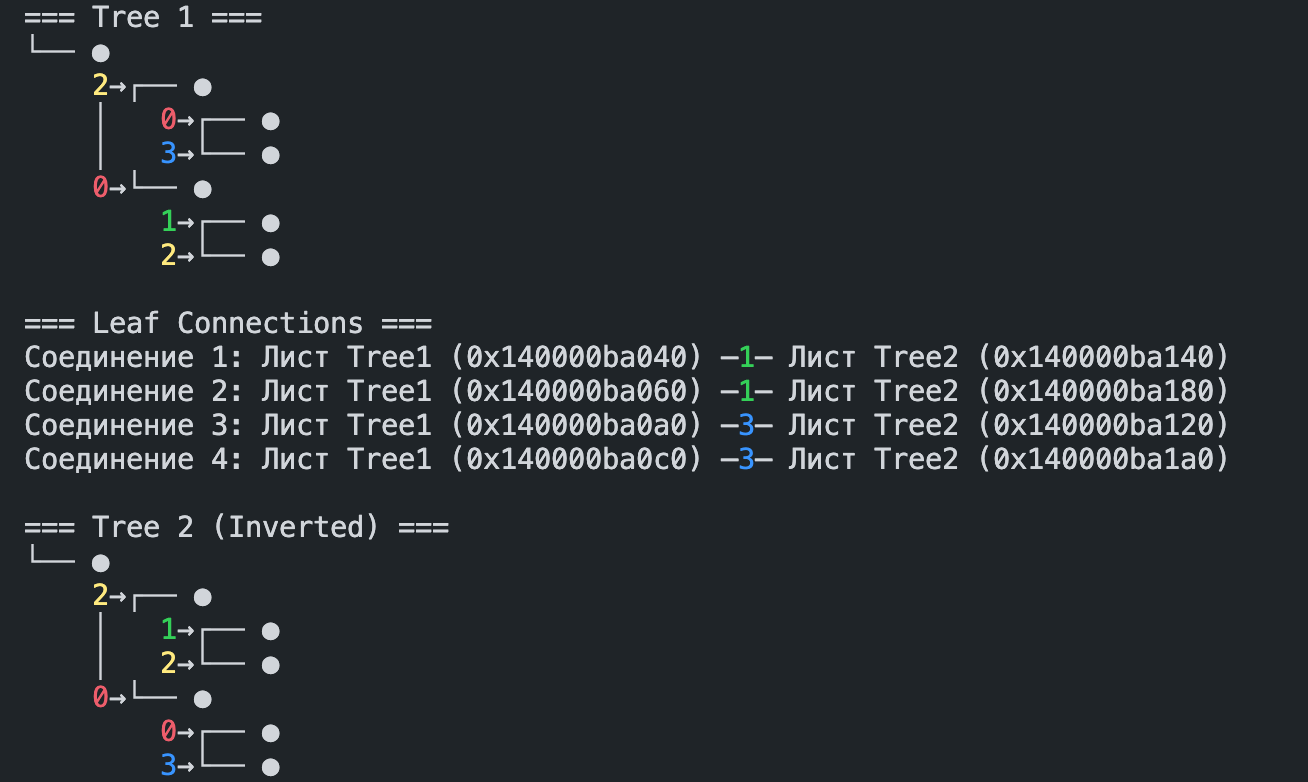 === Tree 1 ===
└── ●
2→┌── ●
0→┌── ●
3→└── ●
0→└── ●
1→┌── ●
2→└── ●
=== Leaf Connections ===
Соединение 1: Лист Tree1 (0x140000ba040) —1— Лист Tree2 (0x140000ba140)
Соединение 2: Лист Tree1 (0x140000ba060) —1— Лист Tree2 (0x140000ba180)
Соединение 3: Лист Tree1 (0x140000ba0a0) —3— Лист Tree2 (0x140000ba120)
Соединение 4: Лист Tree1 (0x140000ba0c0) —3— Лист Tree2 (0x140000ba1a0)
=== Tree 2 (Inverted) ===
└── ●
2→┌── ●
1→┌── ●
2→└── ●
0→└── ●
0→┌── ●
3→└── ●